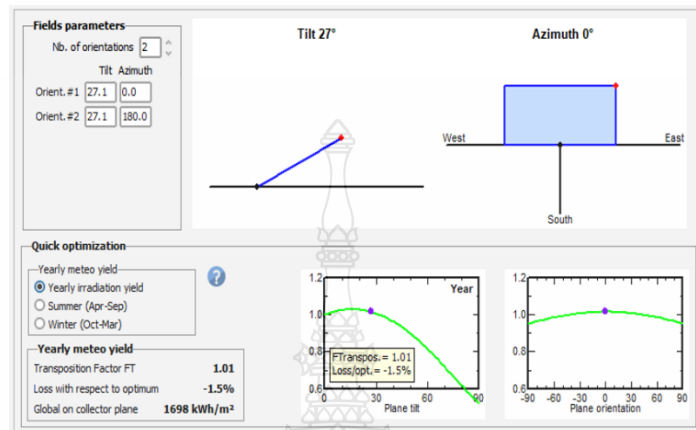 Fields parameters
Nb. of orientations 2
Tilt Azimuth
Orient.#1 27.1 0.0
Orient.#2 27.1 180.0
Tilt 27°
Azimuth 0°
West
East
South
Quick optimization
Yearly meteo yield
Yearly irradiation yield
Summer (Apr-Sep)
Winter (Oct-Mar)
?
Yearly meteo yield
Transposition Factor FT 1.01
Loss with respect to optimum -1.5%
Global on collector plane 1698 kWh/m²
Year
1.2
1.0
0.8
0.6
FTranspos.= 1.01
Loss/opt.= -1.5%
0 30 60 90
Plane tilt
1.2
1.0
0.8
0.6
-90 -60 -30 0 30 60 90
Plane orientation